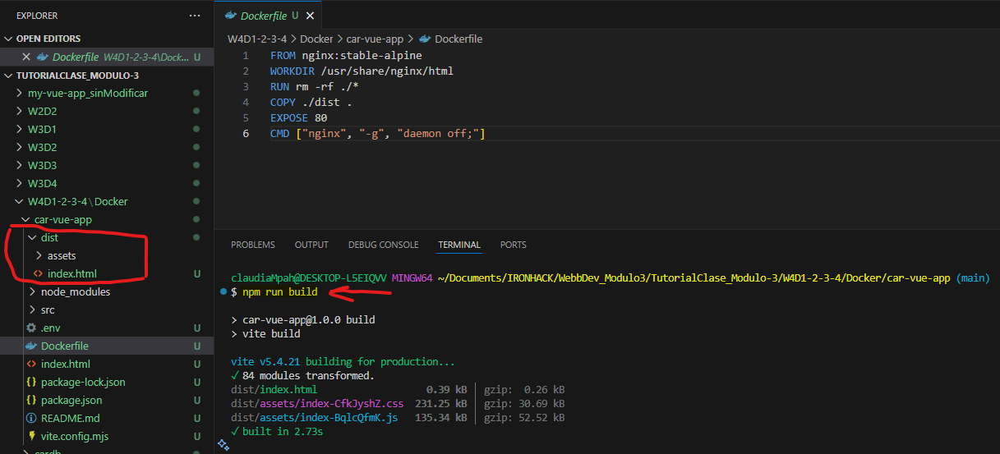 EXPLORER ...
OPEN EDITORS
Dockerfile W4D1-2-3-4\Dock... U
TUTORIALCLASE_MODULO-3
my-vue-app_sinModificar
W2D2
W3D1
W3D2
W3D3
W3D4
W4D1-2-3-4\Docker
car-vue-app
dist
assets
<> index.html U
node_modules
src
.env U
Dockerfile U
<> index.html U
{} package-lock.json U
{} package.json U
README.md U
vite.config.mjs U
cardb
Dockerfile U
W4D1-2-3-4 > Docker > car-vue-app > Dockerfile
1 FROM nginx:stable-alpine
2 WORKDIR /usr/share/nginx/html
3 RUN rm -rf ./*
4 COPY ./dist .
5 EXPOSE 80
6 CMD ["nginx", "-g", "daemon off;"]
PROBLEMS OUTPUT DEBUG CONSOLE TERMINAL PORTS
claudiaMpah@DESKTOP-L5EIQVV MINGW64 ~/Documents/IRONHACK/WebbDev_Modulo3/TutorialClase_Modulo-3/W4D1-2-3-4/Docker/car-vue-app (main)
$ npm run build
> car-vue-app@1.0.0 build
> vite build
vite v5.4.21 building for production...
✓ 84 modules transformed.
dist/index.html 0.39 kB │ gzip: 0.26 kB
dist/assets/index-CfkJyshZ.css 231.25 kB │ gzip: 30.69 kB
dist/assets/index-BqlcQfmK.js 135.34 kB │ gzip: 52.52 kB
✓ built in 2.73s